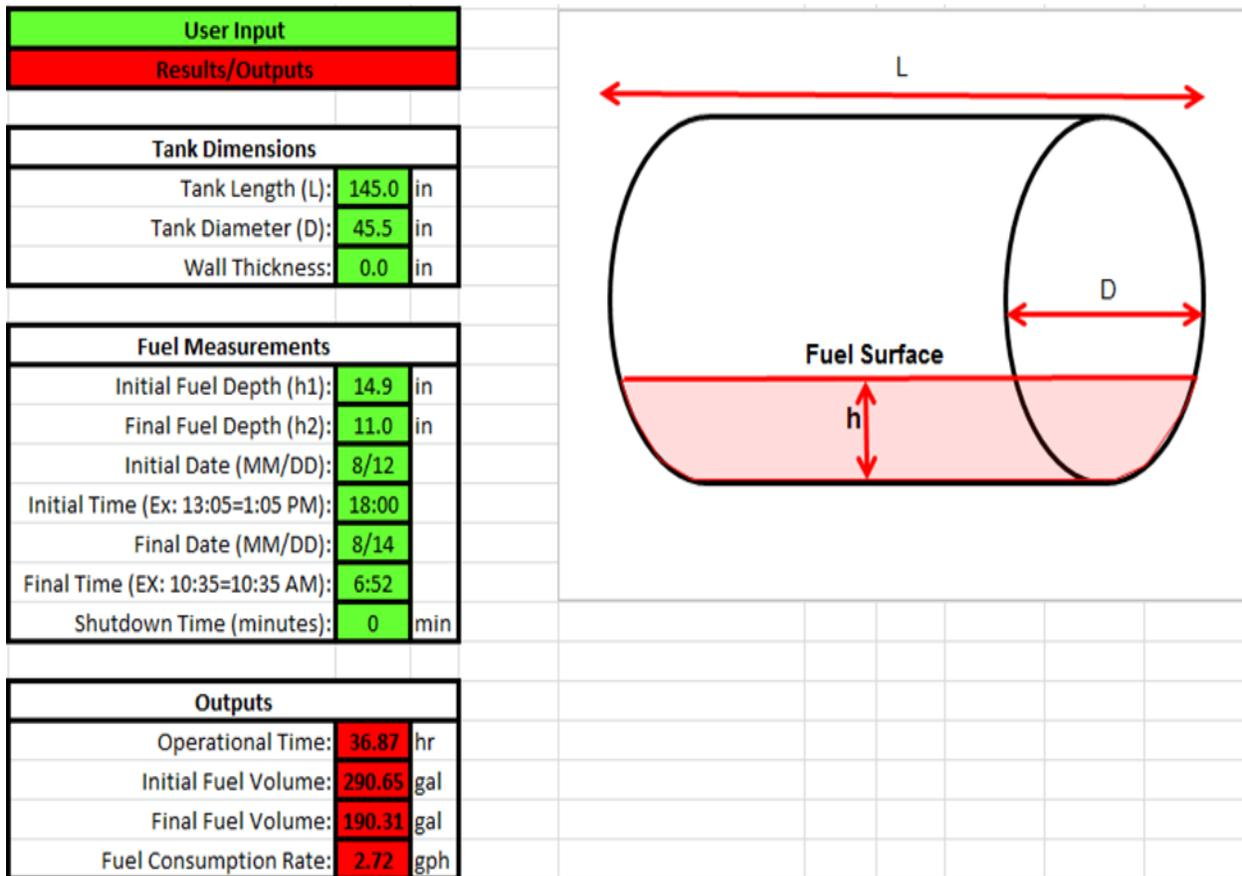 User Input
Results/Outputs
Tank Dimensions
Tank Length (L): 145.0 in
Tank Diameter (D): 45.5 in
Wall Thickness: 0.0 in
Fuel Measurements
Initial Fuel Depth (h1): 14.9 in
Final Fuel Depth (h2): 11.0 in
Initial Date (MM/DD): 8/12
Initial Time (Ex: 13:05=1:05 PM): 18:00
Final Date (MM/DD): 8/14
Final Time (EX: 10:35=10:35 AM): 6:52
Shutdown Time (minutes): 0 min
Outputs
Operational Time: 36.87 hr
Initial Fuel Volume: 290.65 gal
Final Fuel Volume: 190.31 gal
Fuel Consumption Rate: 2.72 gph
L
D
Fuel Surface
h